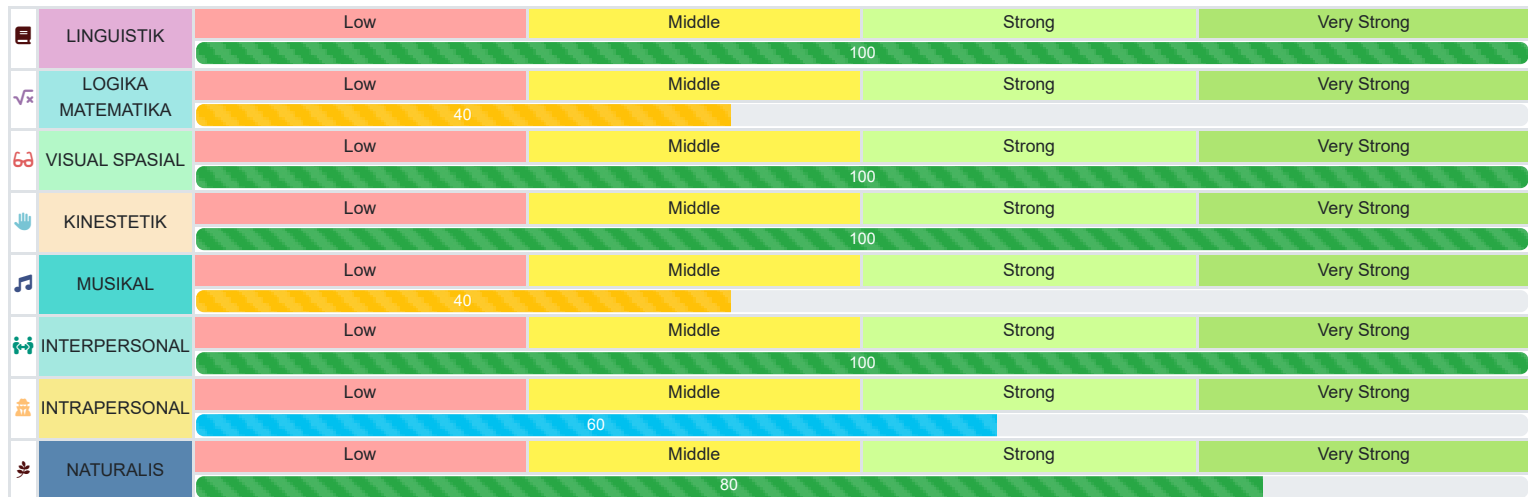 LINGUISTIK
Low Middle Strong Very Strong
100
LOGIKA
MATEMATIKA
Low Middle Strong Very Strong
40
VISUAL SPASIAL
Low Middle Strong Very Strong
100
KINESTETIK
Low Middle Strong Very Strong
100
MUSIKAL
Low Middle Strong Very Strong
40
INTERPERSONAL
Low Middle Strong Very Strong
100
INTRAPERSONAL
Low Middle Strong Very Strong
60
NATURALIS
Low Middle Strong Very Strong
80